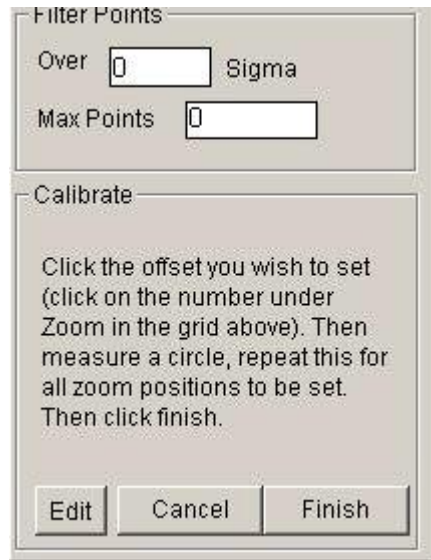 Filter Points
Over 0 Sigma
Max Points 0
Calibrate
Click the offset you wish to set
(click on the number under
Zoom in the grid above). Then
measure a circle, repeat this for
all zoom positions to be set.
Then click finish.
Edit Cancel Finish